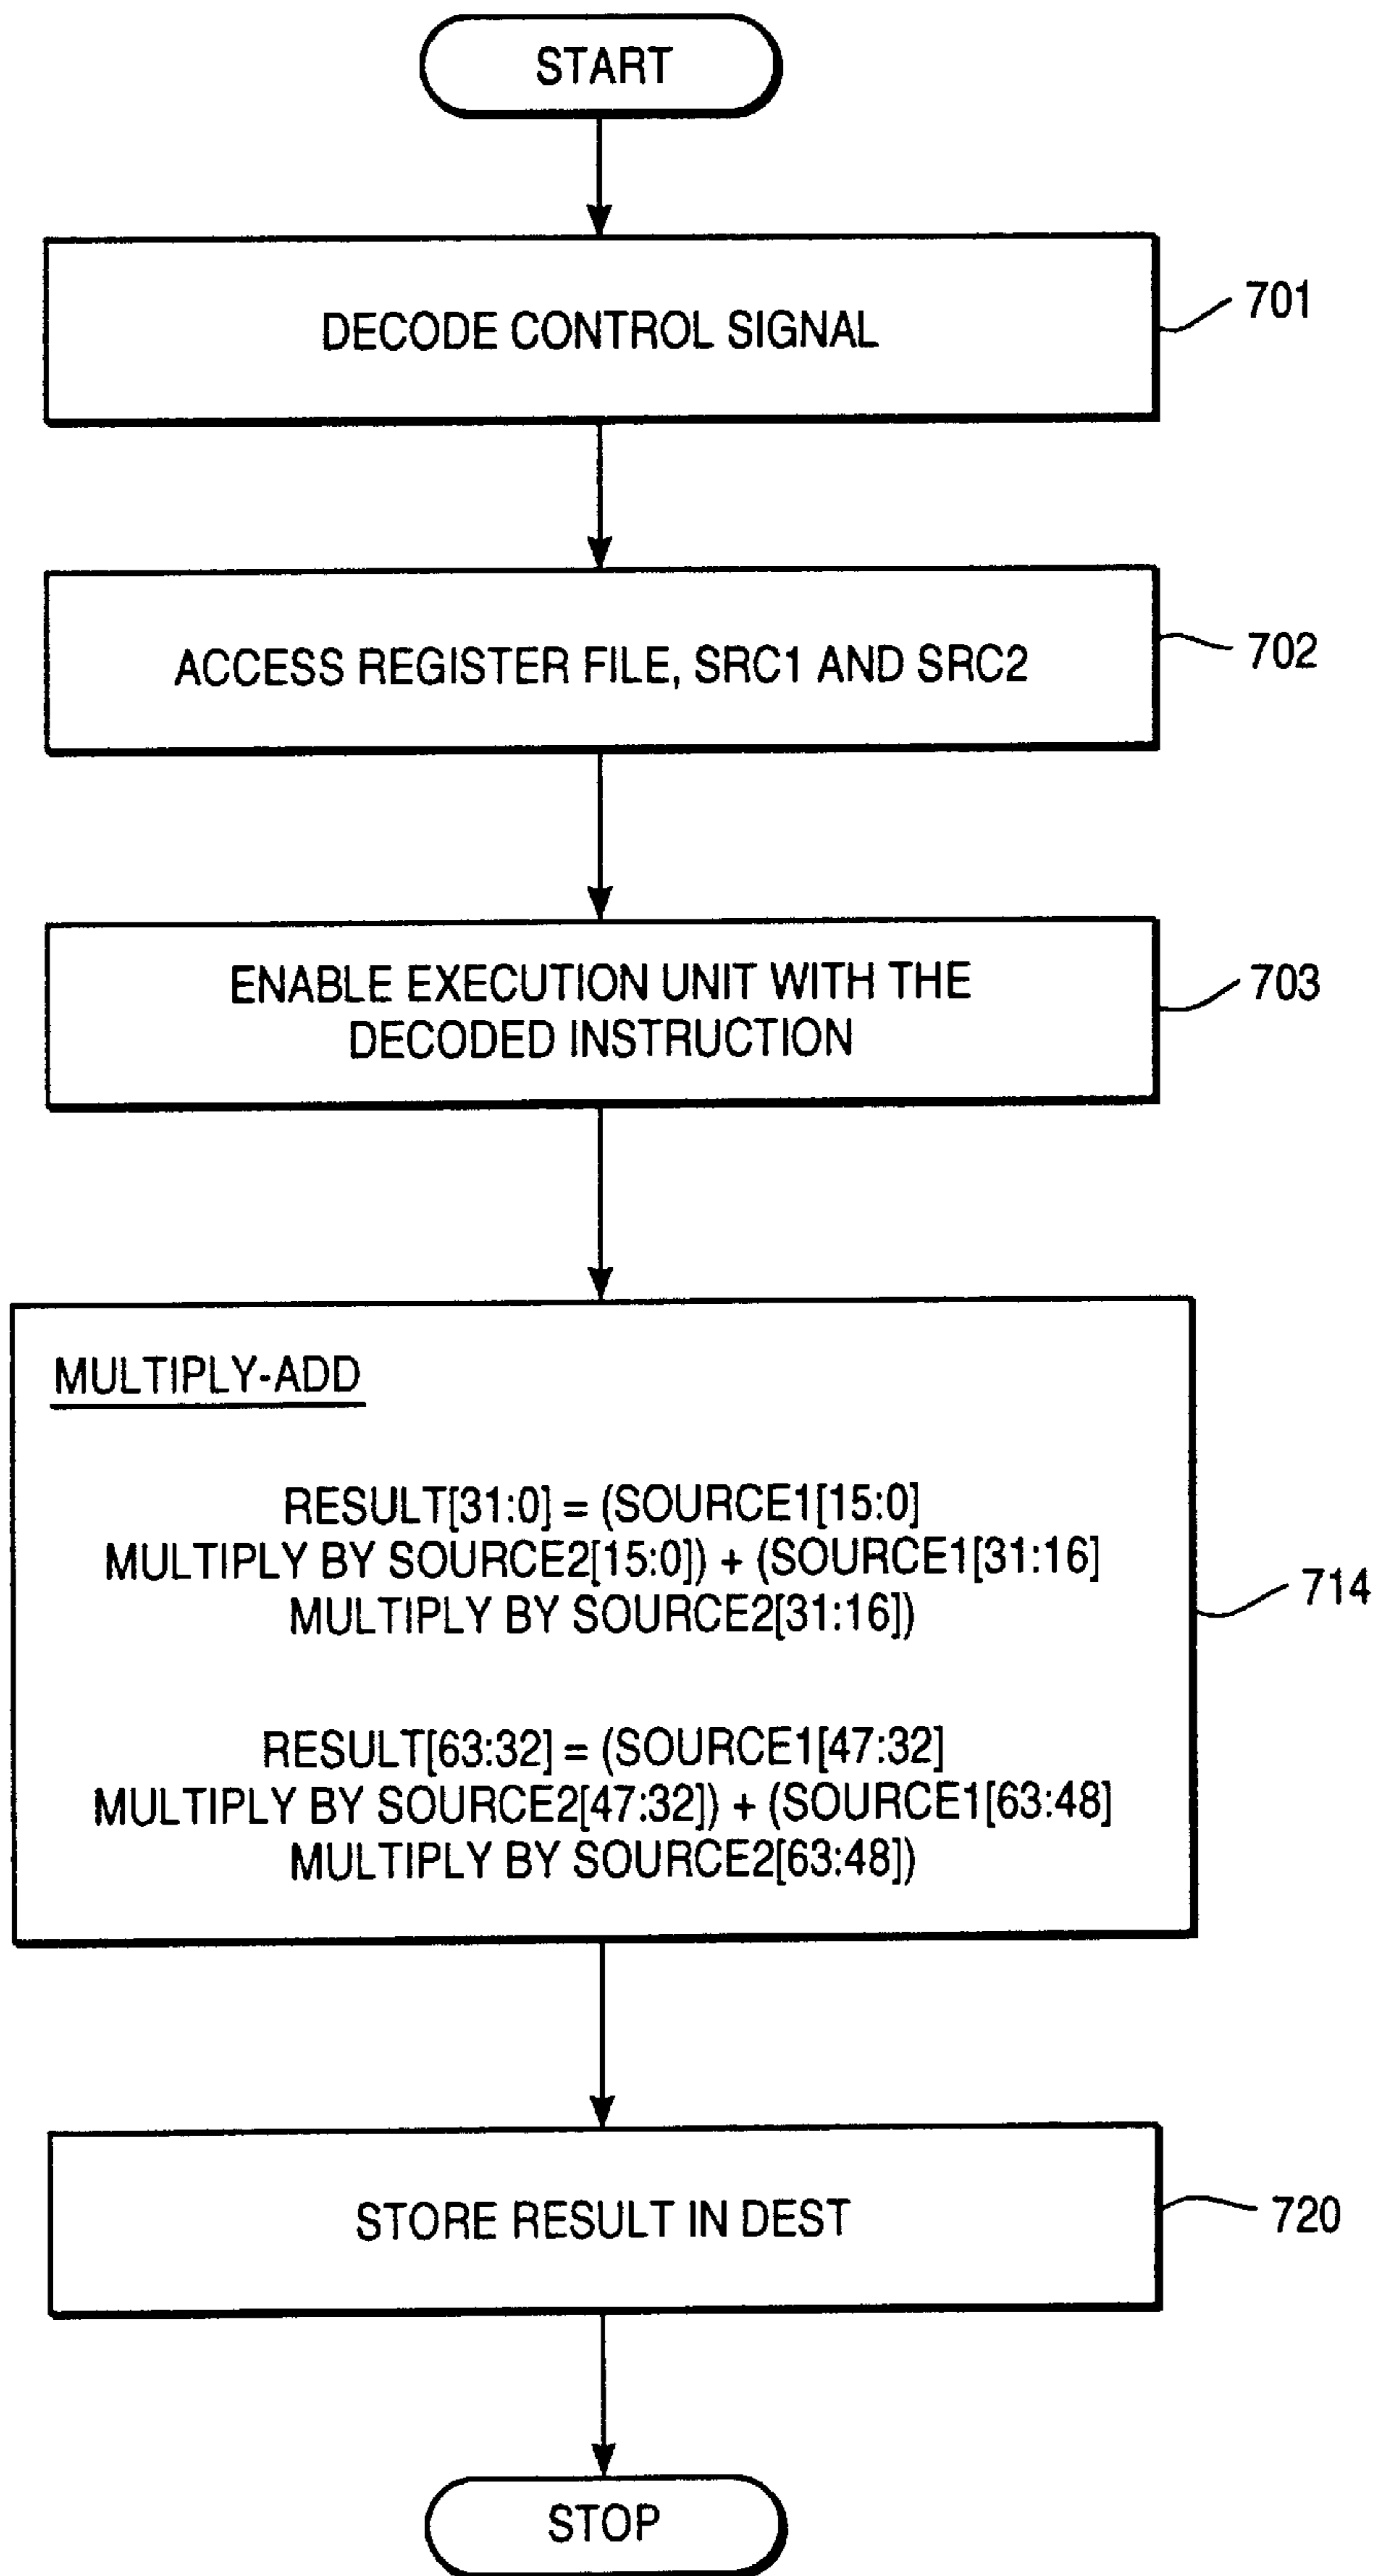 START
DECODE CONTROL SIGNAL
701
ACCESS REGISTER FILE, SRC1 AND SRC2
702
ENABLE EXECUTION UNIT WITH THE
DECODED INSTRUCTION
703
MULTIPLY-ADD
RESULT[31:0] = (SOURCE1[15:0]
MULTIPLY BY SOURCE2[15:0]) + (SOURCE1[31:16]
MULTIPLY BY SOURCE2[31:16])
714
RESULT[63:32] = (SOURCE1[47:32]
MULTIPLY BY SOURCE2[47:32]) + (SOURCE1[63:48]
MULTIPLY BY SOURCE2[63:48])
STORE RESULT IN DEST
720
STOP